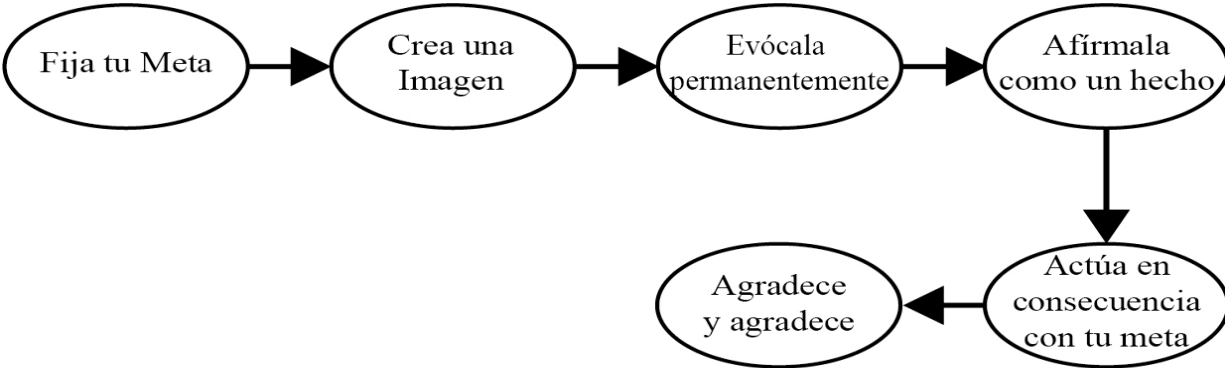 Fija tu Meta
Crea una
Imagen
Evócala
permanentemente
Afírmala
como un hecho
Actúa en
consecuencia
con tu meta
Agradece
y agradece